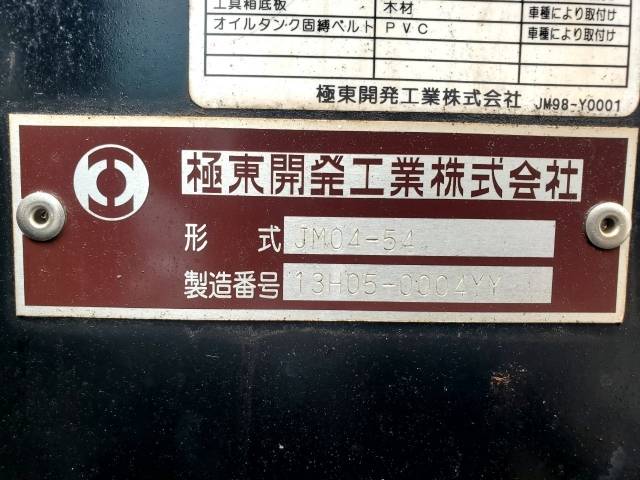 工具箱底板 木材 車種により取付け
オイルタンク固縛ベルト PVC 車種により取付け
極東開発工業株式会社 JM98-Y0001
極東開発工業株式会社
形 式 JM04-54
製造番号 13H05-0004YY